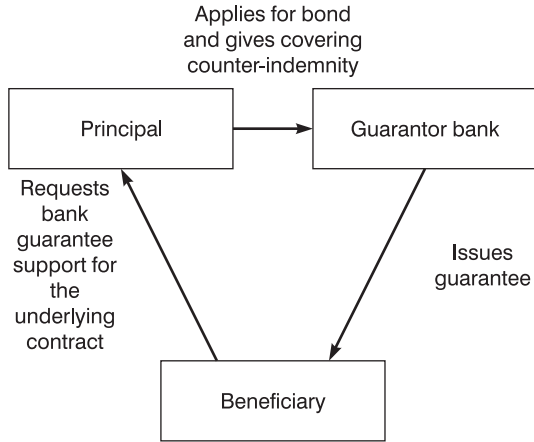 Applies for bond
and gives covering
counter-indemnity
Principal
Guarantor bank
Requests
bank
guarantee
support for
the
underlying
contract
Issues
guarantee
Beneficiary